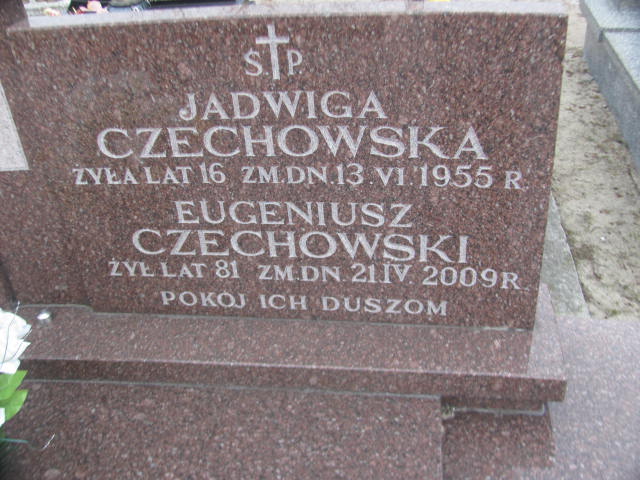 S. P.
JADWIGA
CZECHOWSKA
ŻYŁA LAT 16 ZM. DN. 13. VI. 1955 R.
EUGENIUSZ
CZECHOWSKI
ŻYŁ LAT 81 ZM. DN. 21. IV. 2009 R.
POKÓJ ICH DUSZOM